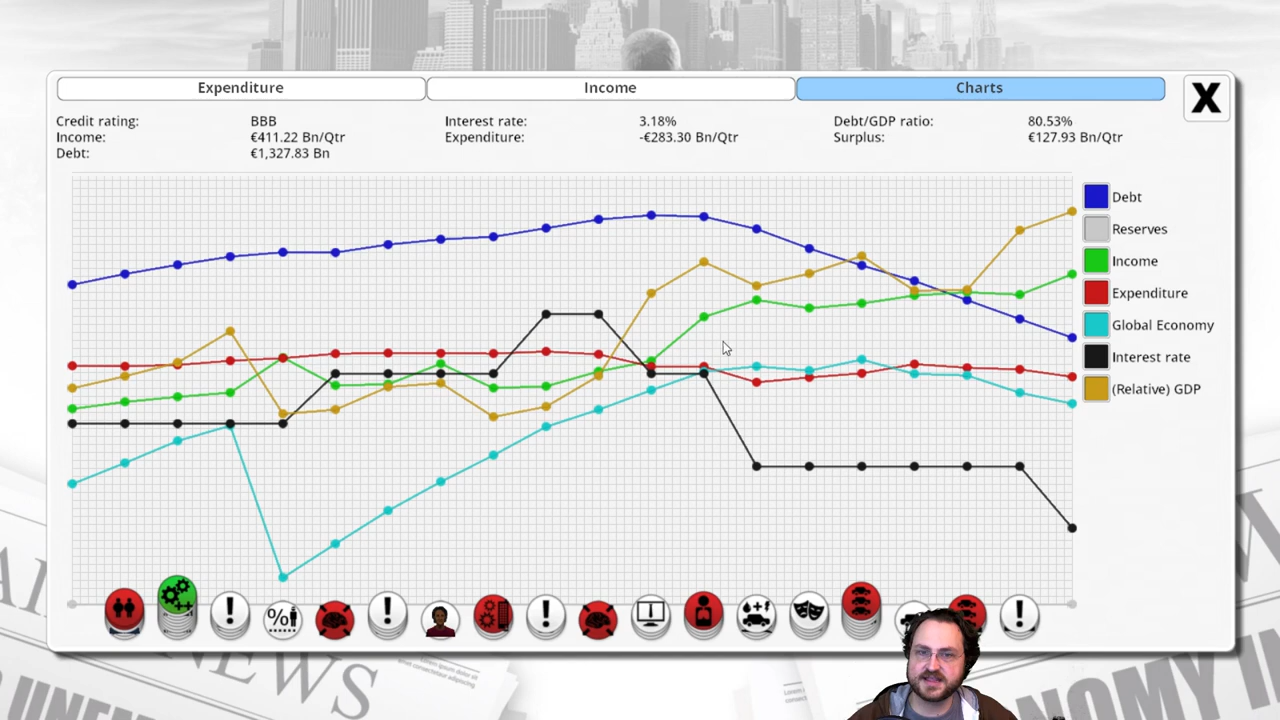 Expenditure Income Charts
X
Credit rating: BBB Interest rate: 3.18% Debt/GDP ratio: 80.53%
Income: €411.22 Bn/Qtr Expenditure: -€283.30 Bn/Qtr Surplus: €127.93 Bn/Qtr
Debt: €1,327.83 Bn
Debt
Reserves
Income
Expenditure
Global Economy
Interest rate
(Relative) GDP
NEWS